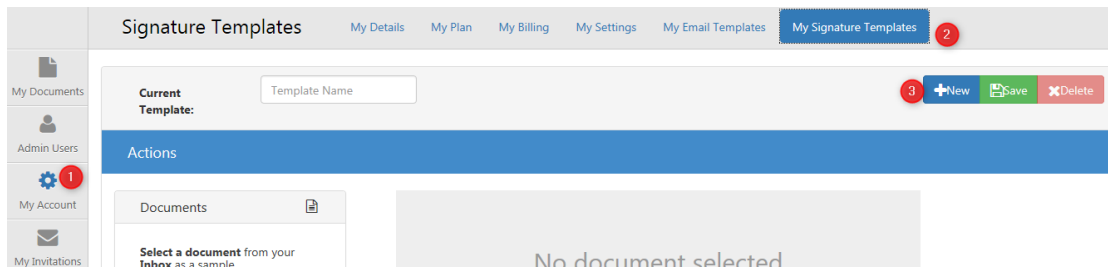 Signature Templates
My Details
My Plan
My Billing
My Settings
My Email Templates
My Signature Templates
2
My Documents
Admin Users
1
My Account
My Invitations
Current
Template:
Template Name
3
New
Save
Delete
Actions
Documents
Select a document from your
Inbox as a sample
No document selected